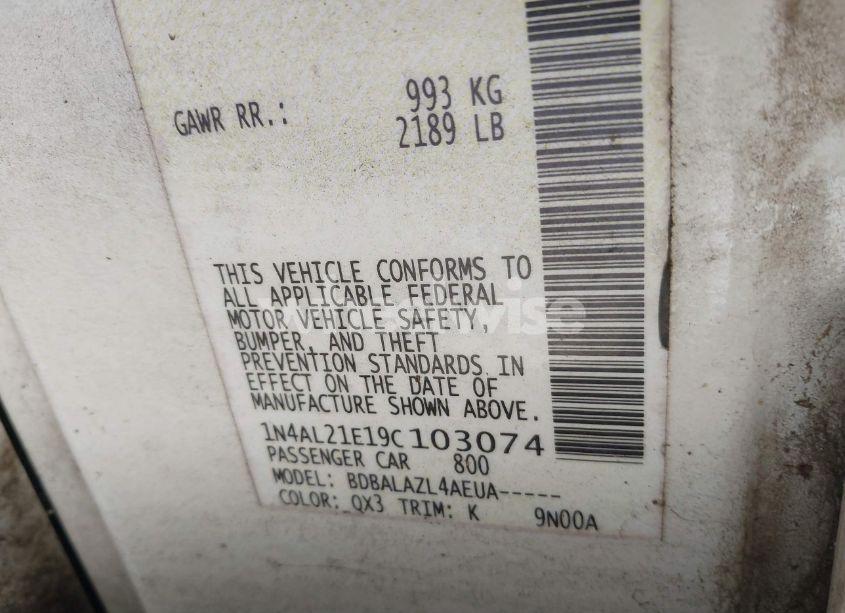 GAWR RR.: 993 KG
2189 LB
THIS VEHICLE CONFORMS TO
ALL APPLICABLE FEDERAL
MOTOR VEHICLE SAFETY,
BUMPER, AND THEFT
PREVENTION STANDARDS IN
EFFECT ON THE DATE OF
MANUFACTURE SHOWN ABOVE.
1N4AL21E19C103074
PASSENGER CAR 800
MODEL: BDBALAZL4AEUA-----
COLOR: QX3 TRIM: K 9N00A